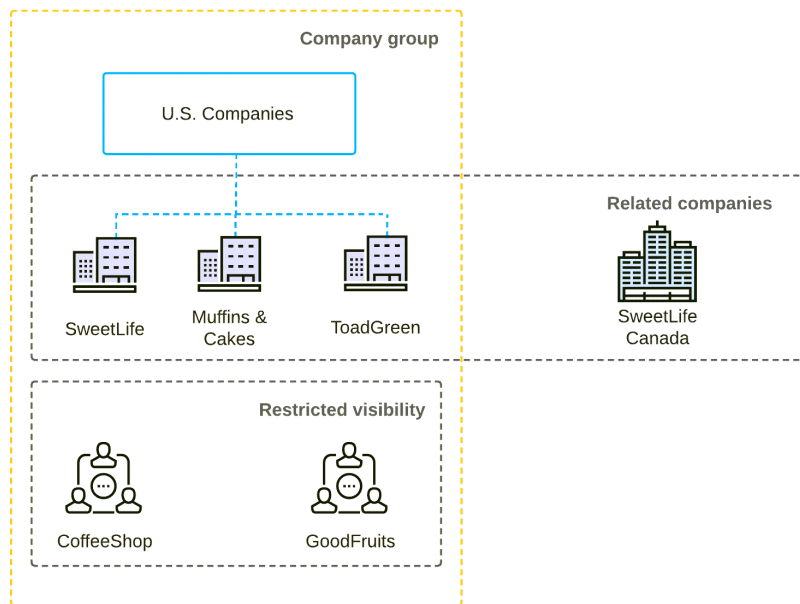 Company group
U.S. Companies
Related companies
SweetLife
Muffins &
Cakes
ToadGreen
SweetLife
Canada
Restricted visibility
CoffeeShop
GoodFruits